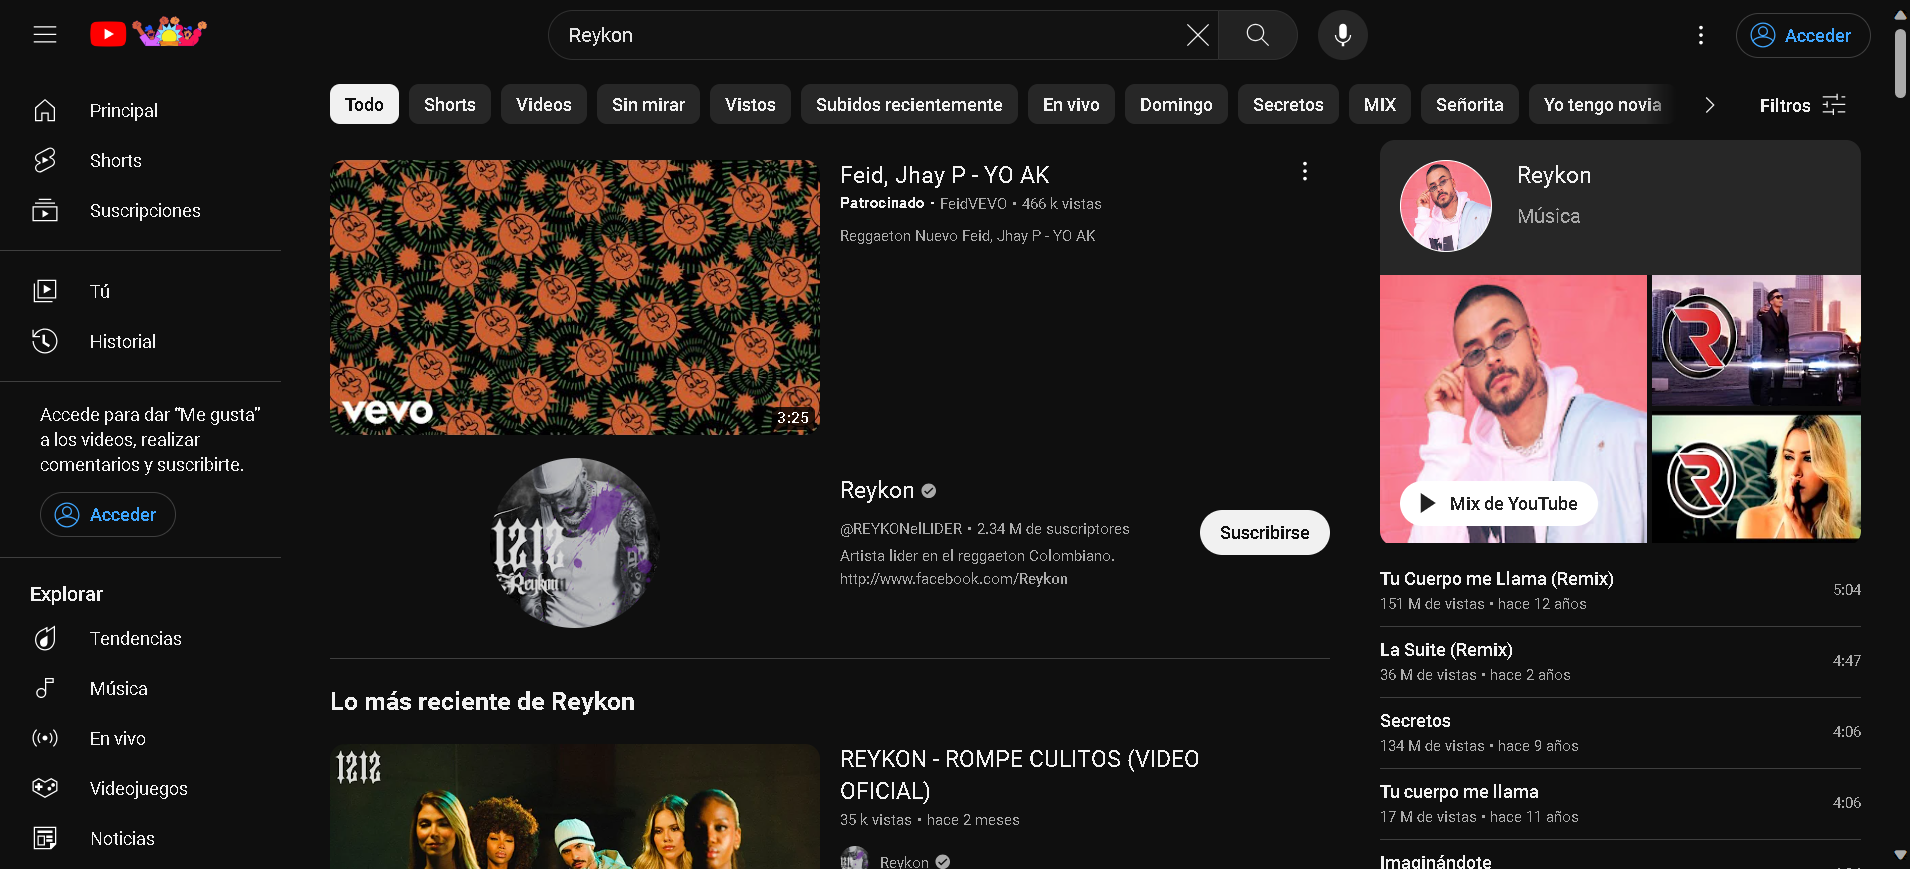 Reykon
Acceder
Principal
Shorts
Suscripciones
Tú
Historial
Accede para dar “Me gusta”
a los videos, realizar
comentarios y suscribirte.
Acceder
Explorar
Tendencias
Música
En vivo
Videojuegos
Noticias
Todo
Shorts
Videos
Sin mirar
Vistos
Subidos recientemente
En vivo
Domingo
Secretos
MIX
Señorita
Yo tengo novia
Filtros
vevo
3:25
Feid, Jhay P - YO AK
Patrocinado • FeidVEVO • 466 k vistas
Reggaeton Nuevo Feid, Jhay P - YO AK
1212
Reykon
Reykon
@REYKONelLIDER • 2.34 M de suscriptores
Artista lider en el reggaeton Colombiano.
http://www.facebook.com/Reykon
Suscribirse
Lo más reciente de Reykon
1212
REYKON - ROMPE CULITOS (VIDEO
OFICIAL)
35 k vistas • hace 2 meses
Reykon
Reykon
Música
R
R
Mix de YouTube
Tu Cuerpo me Llama (Remix)
151 M de vistas • hace 12 años
5:04
La Suite (Remix)
36 M de vistas • hace 2 años
4:47
Secretos
134 M de vistas • hace 9 años
4:06
Tu cuerpo me llama
17 M de vistas • hace 11 años
4:06
Imaginándote